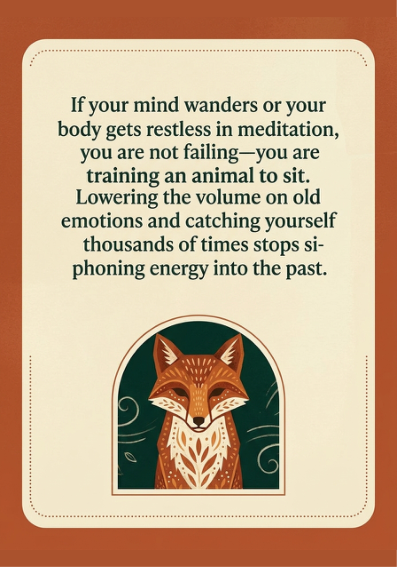 If your mind wanders or your
body gets restless in meditation,
you are not failing—you are
training an animal to sit.
Lowering the volume on old
emotions and catching yourself
thousands of times stops si-
phoning energy into the past.